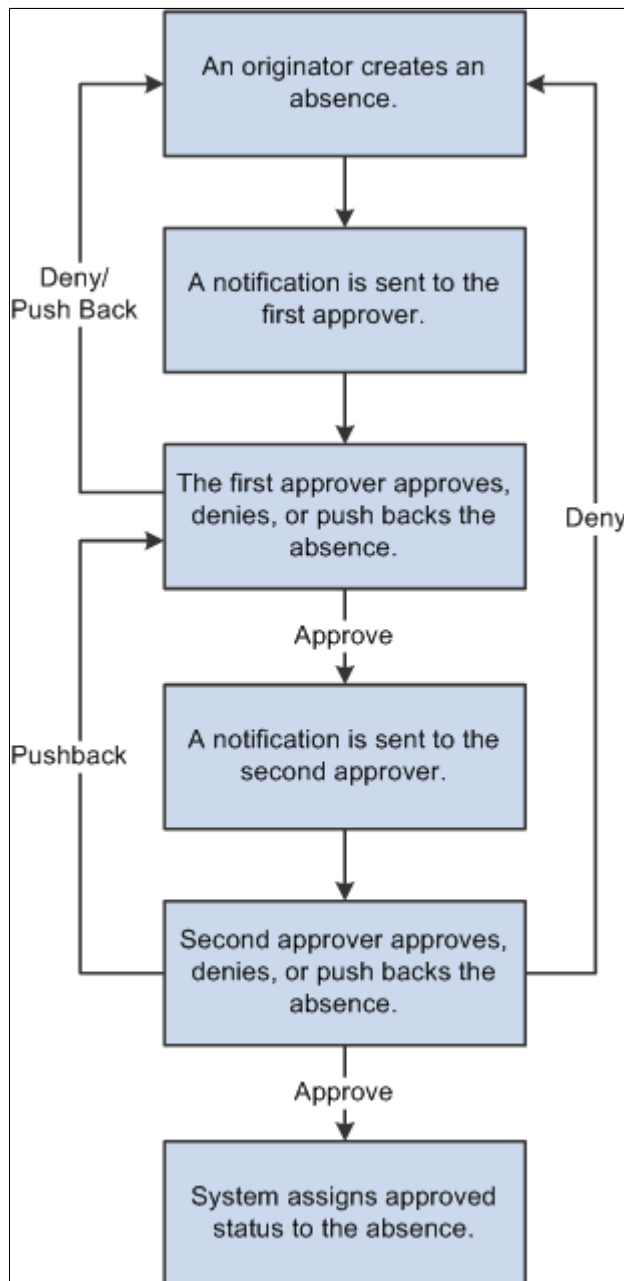 An originator creates an
absence.
Deny/
Push Back
A notification is sent to the
first approver.
The first approver approves,
denies, or push backs the
absence.
Deny
Approve
Pushback
A notification is sent to the
second approver.
Second approver approves,
denies, or push backs the
absence.
Approve
System assigns approved
status to the absence.